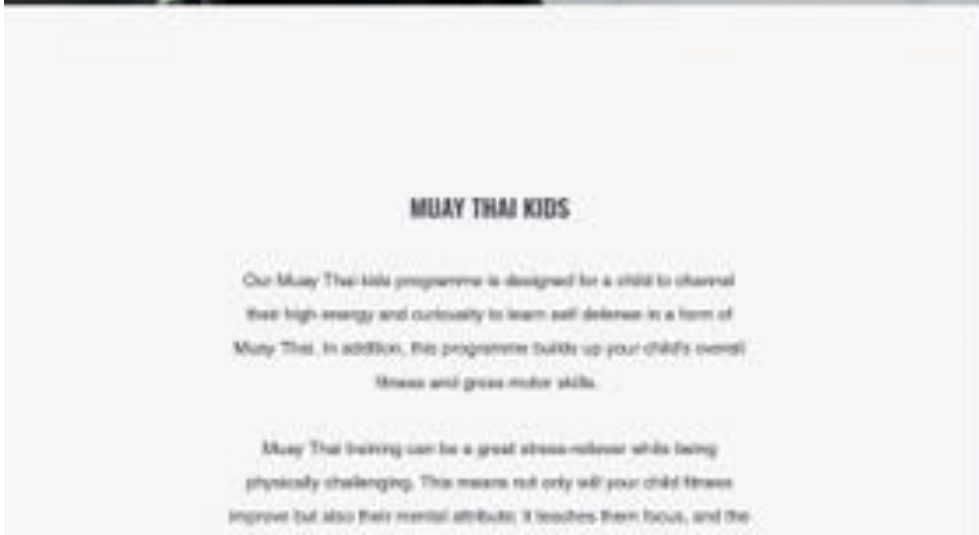 MUAY THAI KIDS
Our Muay Thai kids programme is designed for a child to channel
their high energy and curiousity to learn self defense in a form of
Muay Thai. In addition, this programme builds up your child's overall
fitness and gross motor skills.
Muay Thai training can be a great stress-reliever while being
physically challenging. This means not only will your child fitness
improve but also their mental attribute; it teaches them focus, and the